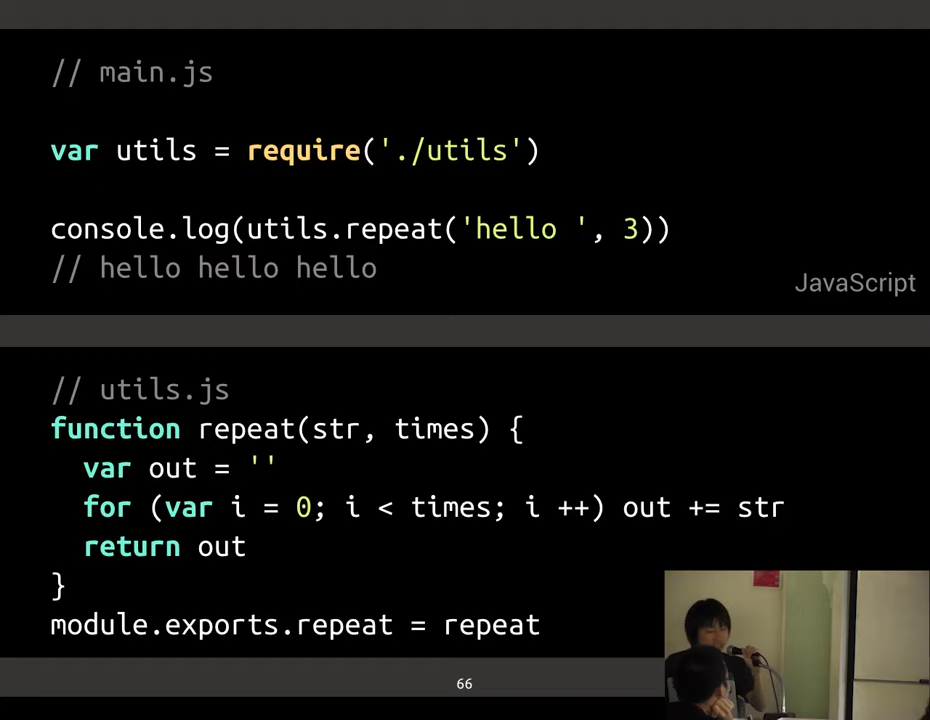 // main.js
var utils = require('./utils')
console.log(utils.repeat('hello ', 3))
// hello hello hello
JavaScript
// utils.js
function repeat(str, times) {
  var out = ''
  for (var i = 0; i < times; i ++) out += str
  return out
}
module.exports.repeat = repeat
66